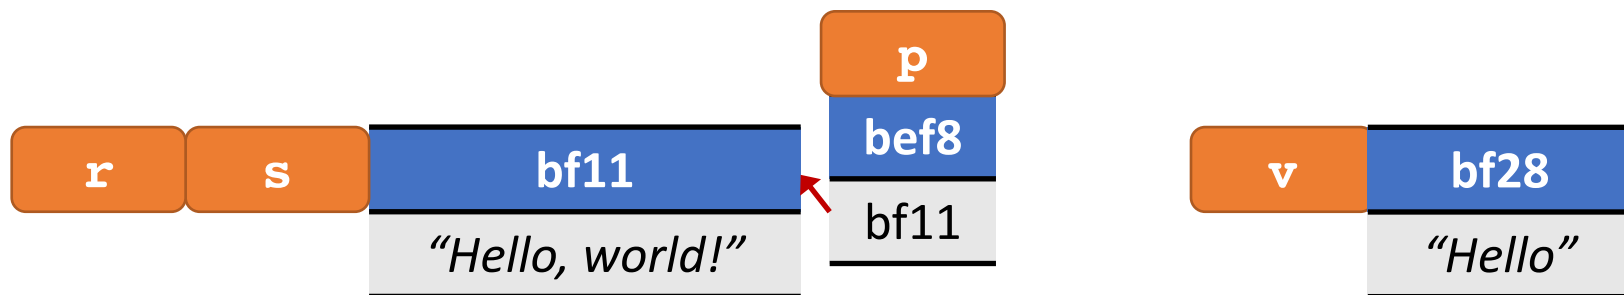 p
bef8
r s bf11 v bf28
bf11
“Hello, world!” “Hello”